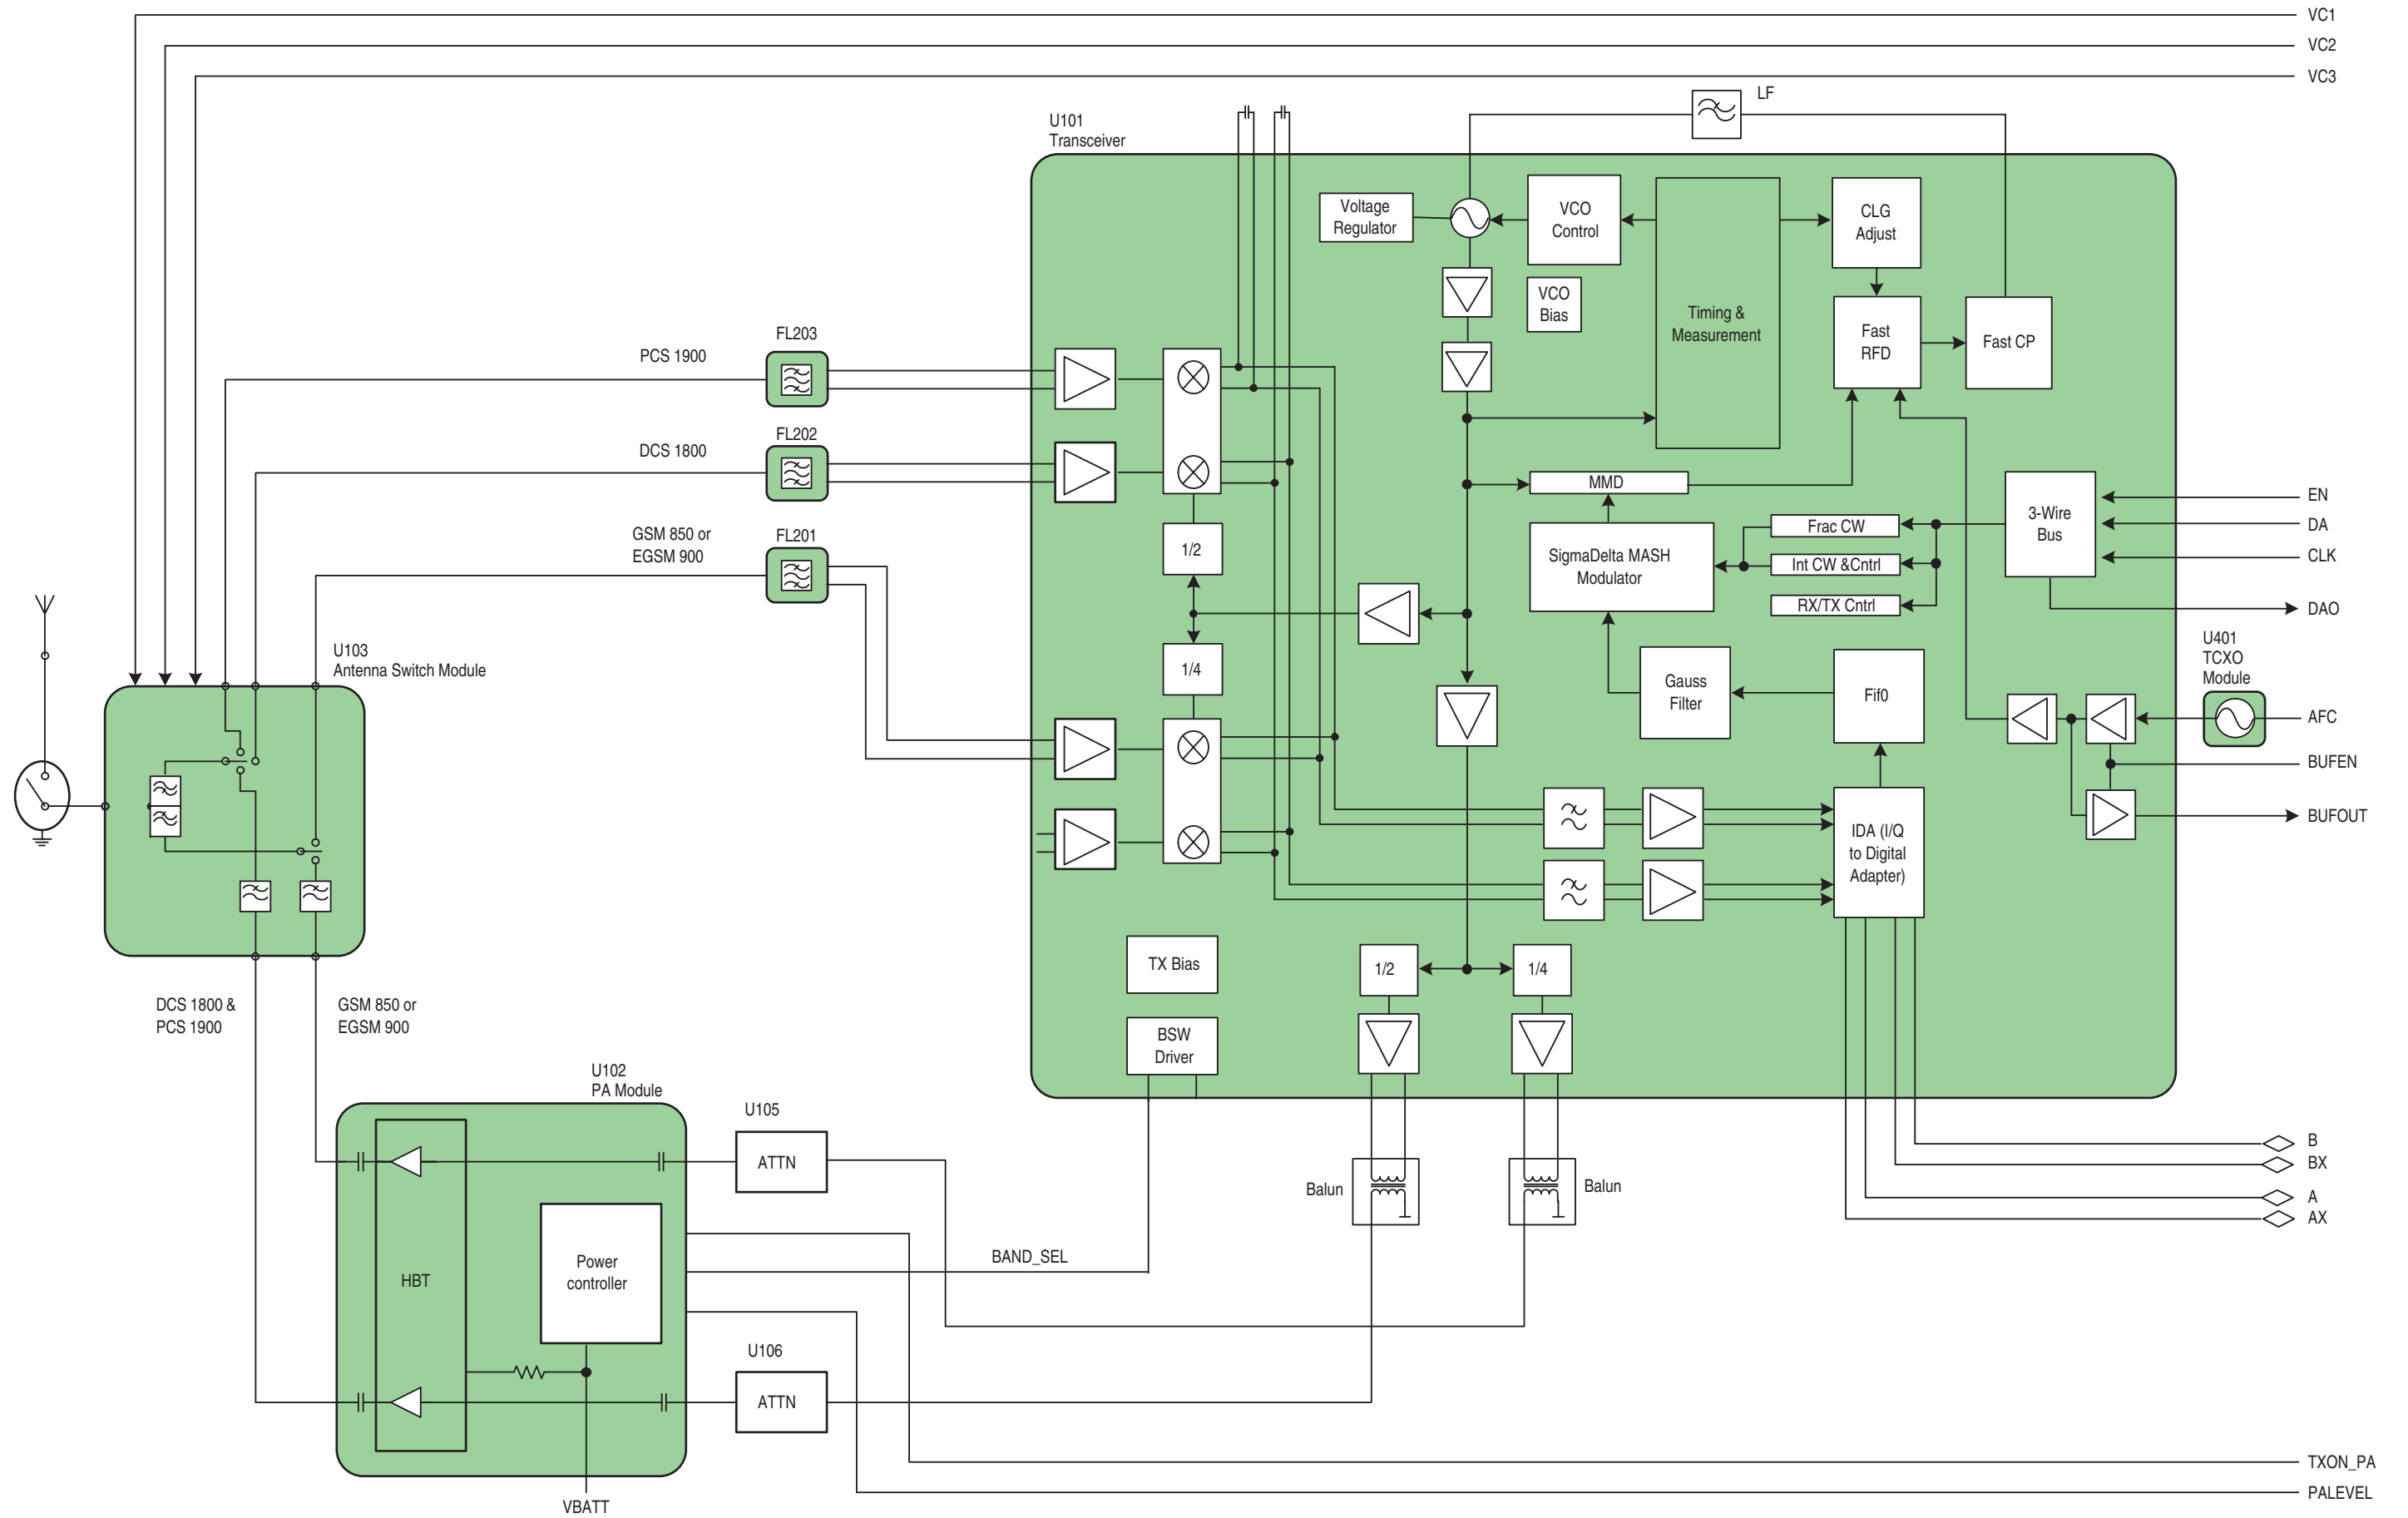 VC1
VC2
VC3
LF
U101
Transceiver
Voltage
Regulator
VCO
Control
CLG
Adjust
VCO
Bias
Timing &
Measurement
Fast
RFD
Fast CP
FL203
PCS 1900
FL202
DCS 1800
FL201
GSM 850 or
EGSM 900
MMD
EN
3-Wire
Bus
DA
Frac CW
CLK
1/2
SigmaDelta MASH
Modulator
Int CW &Cntrl
RX/TX Cntrl
DAO
U401
TCXO
Module
U103
Antenna Switch Module
1/4
Gauss
Filter
Fif0
AFC
BUFEN
BUFOUT
IDA (I/Q
to Digital
Adapter)
TX Bias
1/2
1/4
DCS 1800 &
PCS 1900
GSM 850 or
EGSM 900
BSW
Driver
U102
PA Module
U105
ATTN
B
BX
A
AX
Balun
Balun
HBT
Power
controller
BAND_SEL
U106
ATTN
TXON_PA
PALEVEL
VBATT